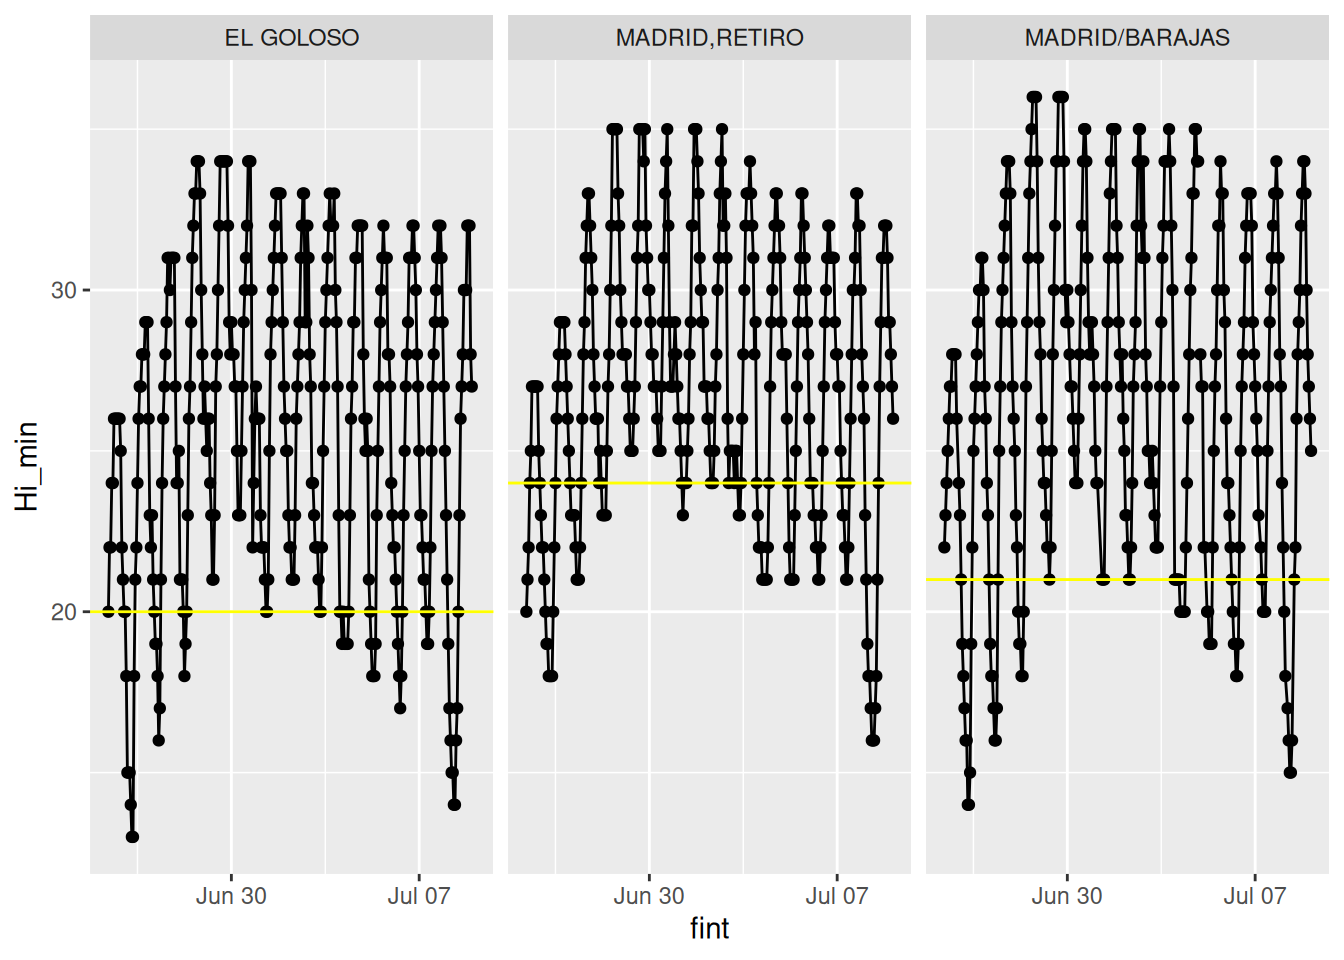 EL GOLOSO
MADRID,RETIRO
MADRID/BARAJAS
Hi_min
30
20
Jun 30
Jul 07
Jun 30
Jul 07
Jun 30
Jul 07
fint